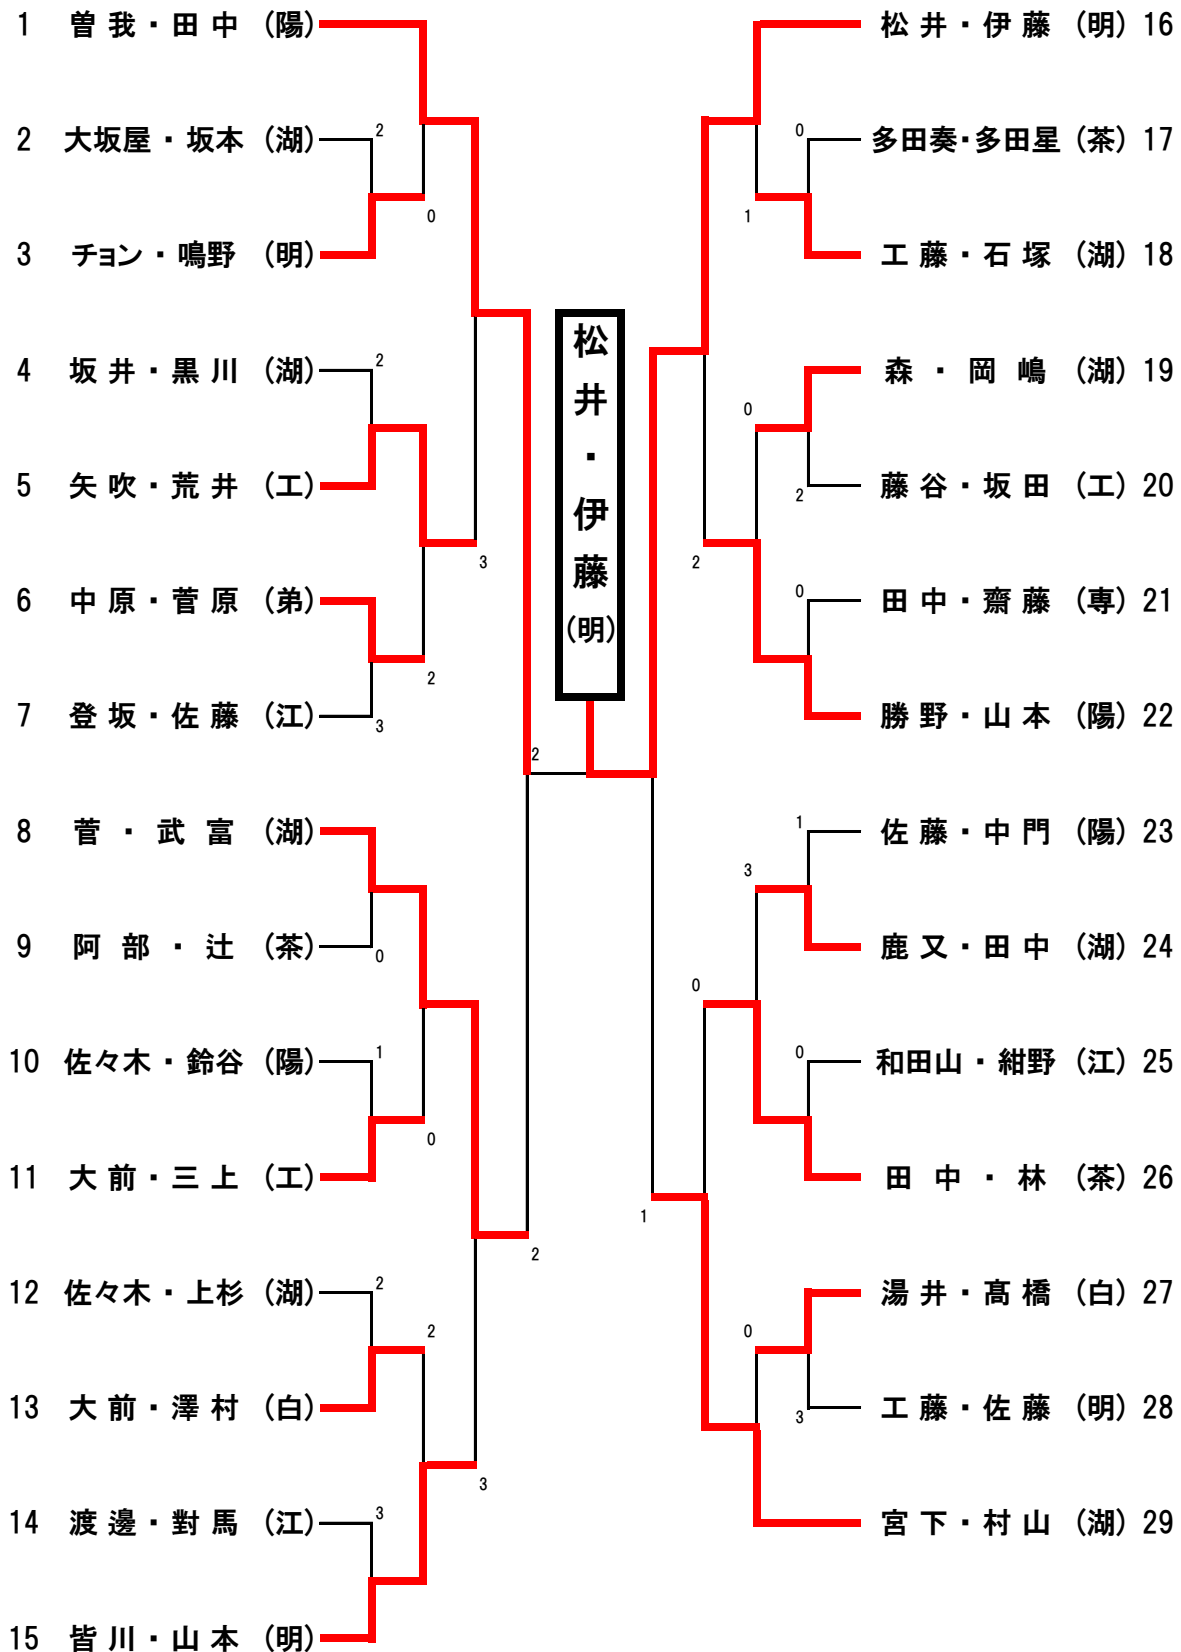 1 曽我・田中 (陽)
2 大坂屋・坂本 (湖)
2
3 チョン・鳴野 (明)
0
4 坂井・黒川 (湖)
2
5 矢吹・荒井 (工)
3
6 中原・菅原 (弟)
2
7 登坂・佐藤 (江)
3
2
8 菅・武富 (湖)
9 阿部・辻 (茶)
0
10 佐々木・鈴谷 (陽)
1
0
11 大前・三上 (工)
2
12 佐々木・上杉 (湖)
2
2
13 大前・澤村 (白)
3
14 渡邊・對馬 (江)
3
15 皆川・山本 (明)
松井・伊藤(明)
松井・伊藤 (明) 16
0
多田奏・多田星 (茶) 17
1
工藤・石塚 (湖) 18
森・岡嶋 (湖) 19
0
2
藤谷・坂田 (工) 20
2
0
田中・齋藤 (専) 21
勝野・山本 (陽) 22
1
佐藤・中門 (陽) 23
3
鹿又・田中 (湖) 24
0
0
和田山・紺野 (江) 25
田中・林 (茶) 26
1
湯井・髙橋 (白) 27
0
3
工藤・佐藤 (明) 28
宮下・村山 (湖) 29